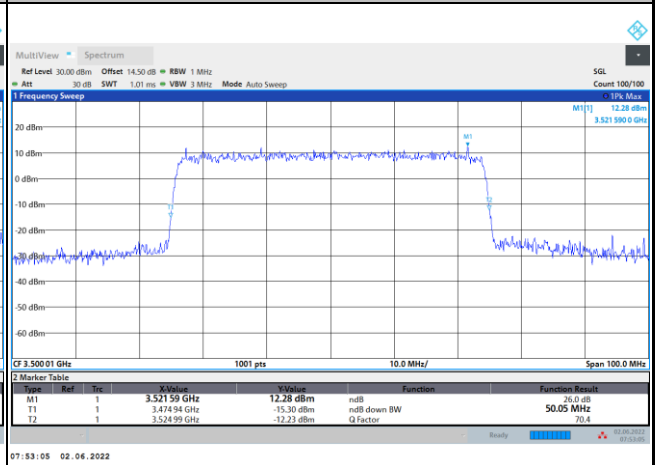 MultiView Spectrum
Ref Level 30.00 dBm Offset 14.50 dB RBW 1 MHz SGL
Att 30 dB SWT 1.01 ms VBW 3 MHz Mode Auto Sweep Count 100/100
1 Frequency Sweep 1Pk Max
M1[1] 12.28 dBm
3.521 590 0 GHz
M1
20 dBm
10 dBm
0 dBm
-10 dBm
T1
T2
-20 dBm
-30 dBm
-40 dBm
-50 dBm
-60 dBm
CF 3.500 01 GHz 1001 pts 10.0 MHz/ Span 100.0 MHz
2 Marker Table
Type Ref Trc X-Value Y-Value Function Function Result
M1 1 3.521 59 GHz 12.28 dBm ndB 26.0 dB
T1 1 3.474 94 GHz -15.30 dBm ndB down BW 50.05 MHz
T2 1 3.524 99 GHz -12.23 dBm Q Factor 70.4
Ready 02.06.2022
07:53:05
07:53:05 02.06.2022